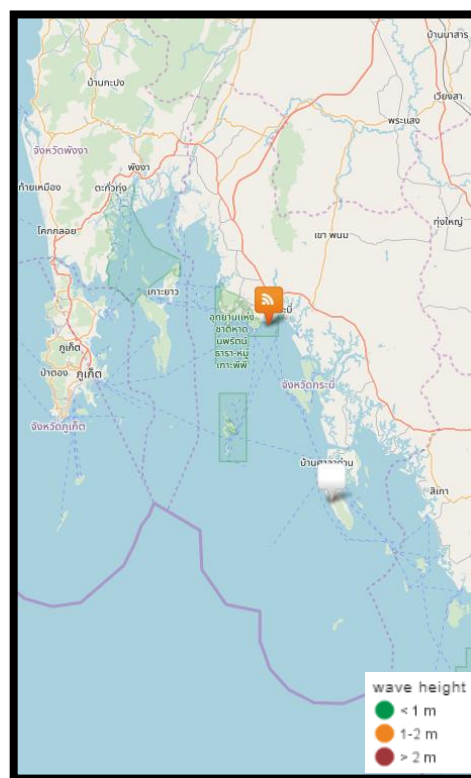 บ้านนาสาร
บ้านกะปง
เวียงสา
พระแสง
จังหวัดพังงา
พังงา
ท้ายเหมือง
ตะกั่วทุ่ง
ทุ่งใหญ่
โคกกลอย
เขา พนม
เกาะยาว
อุทยานแห่ง
ชาติหาด
นพรัตน์
ธารา-หมู่
เกาะพีพี
ภูเก็ต
ป่าตอง
ภูเก็ต
จังหวัดกระบี่
จังหวัดภูเก็ต
สิเกา
wave height
< 1 m
1-2 m
> 2 m